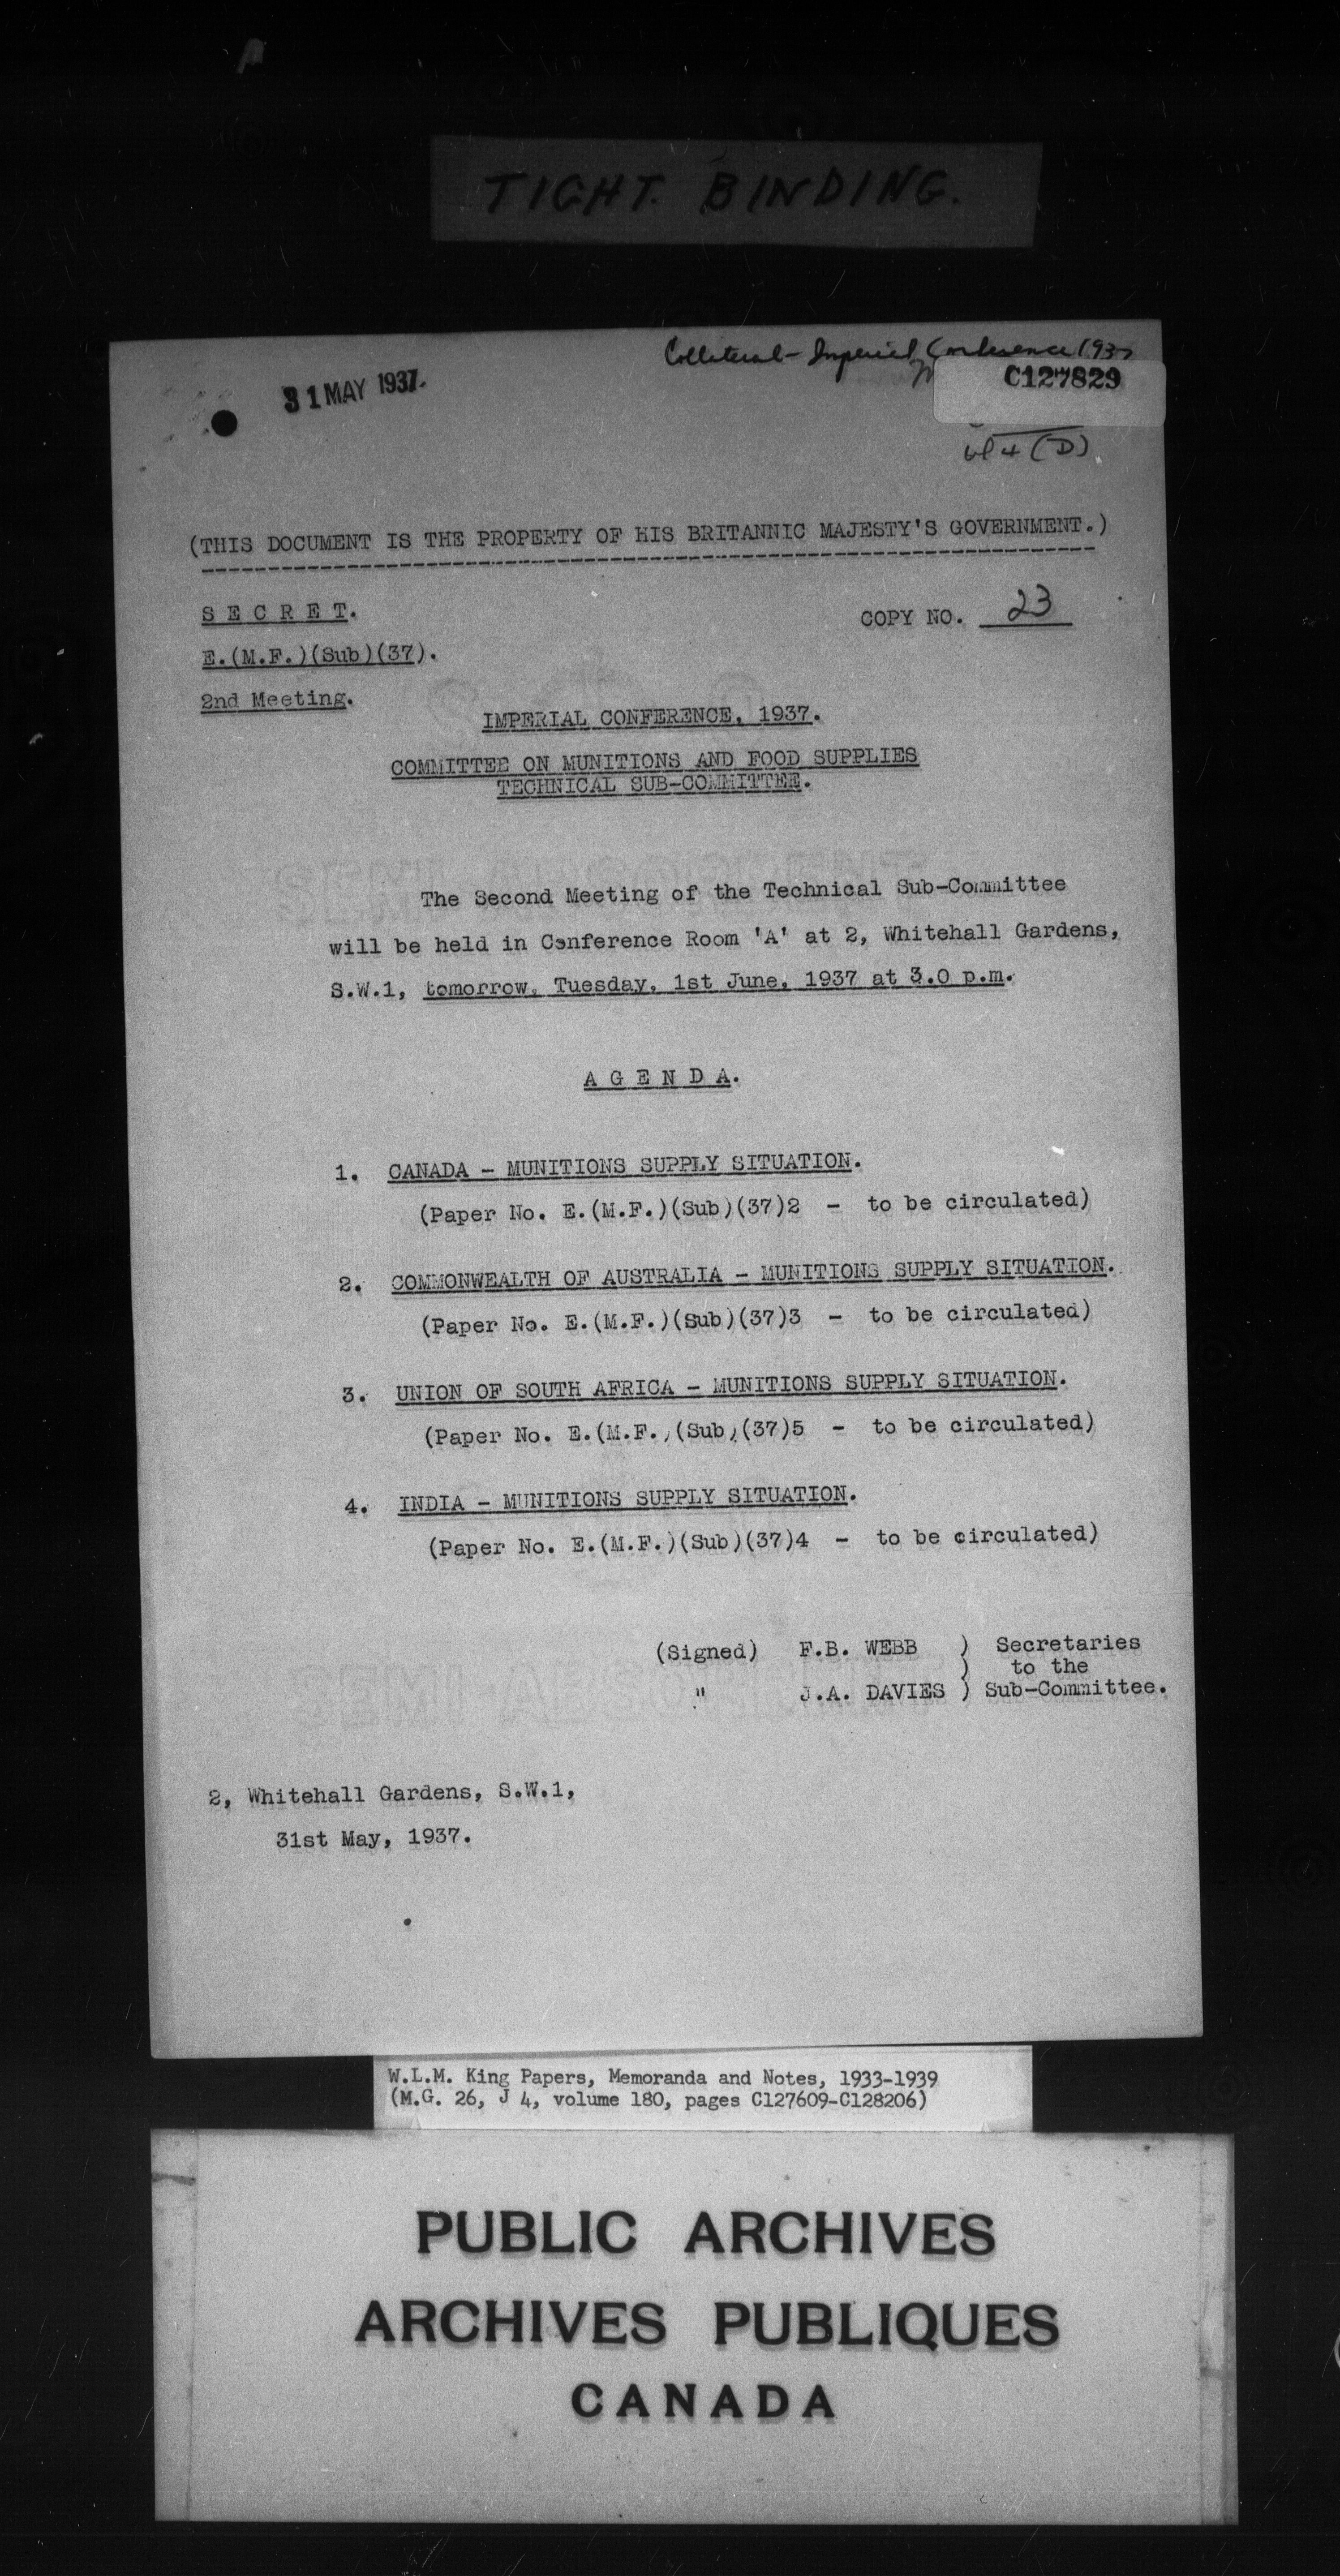 TIGHT. BINDING.
Collateral - Imperial Conference 1937
31 MAY 1937.
C127829
(D)
(THIS DOCUMENT IS THE PROPERTY OF HIS BRITANNIC MAJESTY'S GOVERNMENT.)
S E C R E T.
COPY NO. 23
E.(M.F.)(Sub)(37).
2nd Meeting.
IMPERIAL CONFERENCE, 1937.
COMMITTEE ON MUNITIONS AND FOOD SUPPLIES
TECHNICAL SUB-COMMITTEE.
The Second Meeting of the Technical Sub-Committee
will be held in Conference Room 'A' at 2, Whitehall Gardens,
S.W.1, tomorrow, Tuesday, 1st June, 1937 at 3.0 p.m.
A G E N D A.
1. CANADA - MUNITIONS SUPPLY SITUATION.
(Paper No. E.(M.F.)(Sub)(37)2 - to be circulated)
2. COMMONWEALTH OF AUSTRALIA - MUNITIONS SUPPLY SITUATION.
(Paper No. E.(M.F.)(Sub)(37)3 - to be circulated)
3. UNION OF SOUTH AFRICA - MUNITIONS SUPPLY SITUATION.
(Paper No. E.(M.F.)(Sub)(37)5 - to be circulated)
4. INDIA - MUNITIONS SUPPLY SITUATION.
(Paper No. E.(M.F.)(Sub)(37)4 - to be circulated)
(Signed) F.B. WEBB ) Secretaries
) to the
" J.A. DAVIES ) Sub-Committee.
2, Whitehall Gardens, S.W.1,
31st May, 1937.
W.L.M. King Papers, Memoranda and Notes, 1933-1939
(M.G. 26, J 4, volume 180, pages C127609-C128206)
PUBLIC ARCHIVES
ARCHIVES PUBLIQUES
CANADA